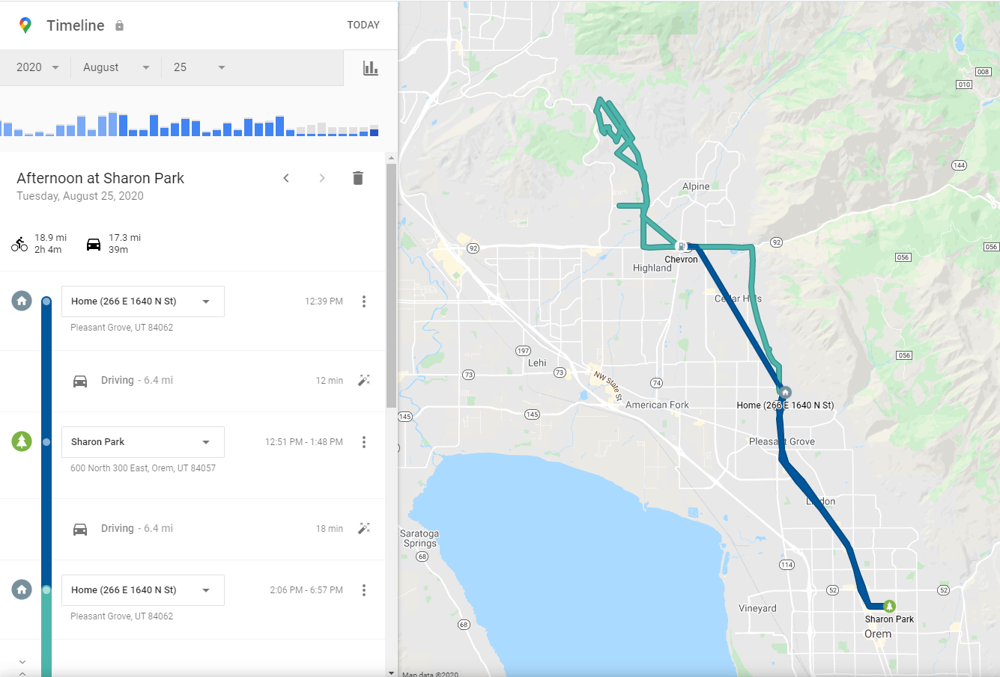 Timeline
TODAY
2020
August
25
Afternoon at Sharon Park
Tuesday, August 25, 2020
18.9 mi
2h 4m
17.3 mi
39m
Home (266 E 1640 N St)
12:39 PM
Pleasant Grove, UT 84062
Driving - 6.4 mi
12 min
Sharon Park
12:51 PM - 1:48 PM
600 North 300 East, Orem, UT 84057
Driving - 6.4 mi
18 min
Home (266 E 1640 N St)
2:06 PM - 6:57 PM
Pleasant Grove, UT 84062
008
010
144
Alpine
92
92
056
056
Chevron
Highland
Cedar Hills
197
Lehi
73
73
NW State St
74
056
American Fork
Home (266 E 1640 N St)
145
145
Pleasant Grove
Lindon
Saratoga
Springs
68
114
52
52
Vineyard
68
Sharon Park
Orem
Map data ©2020